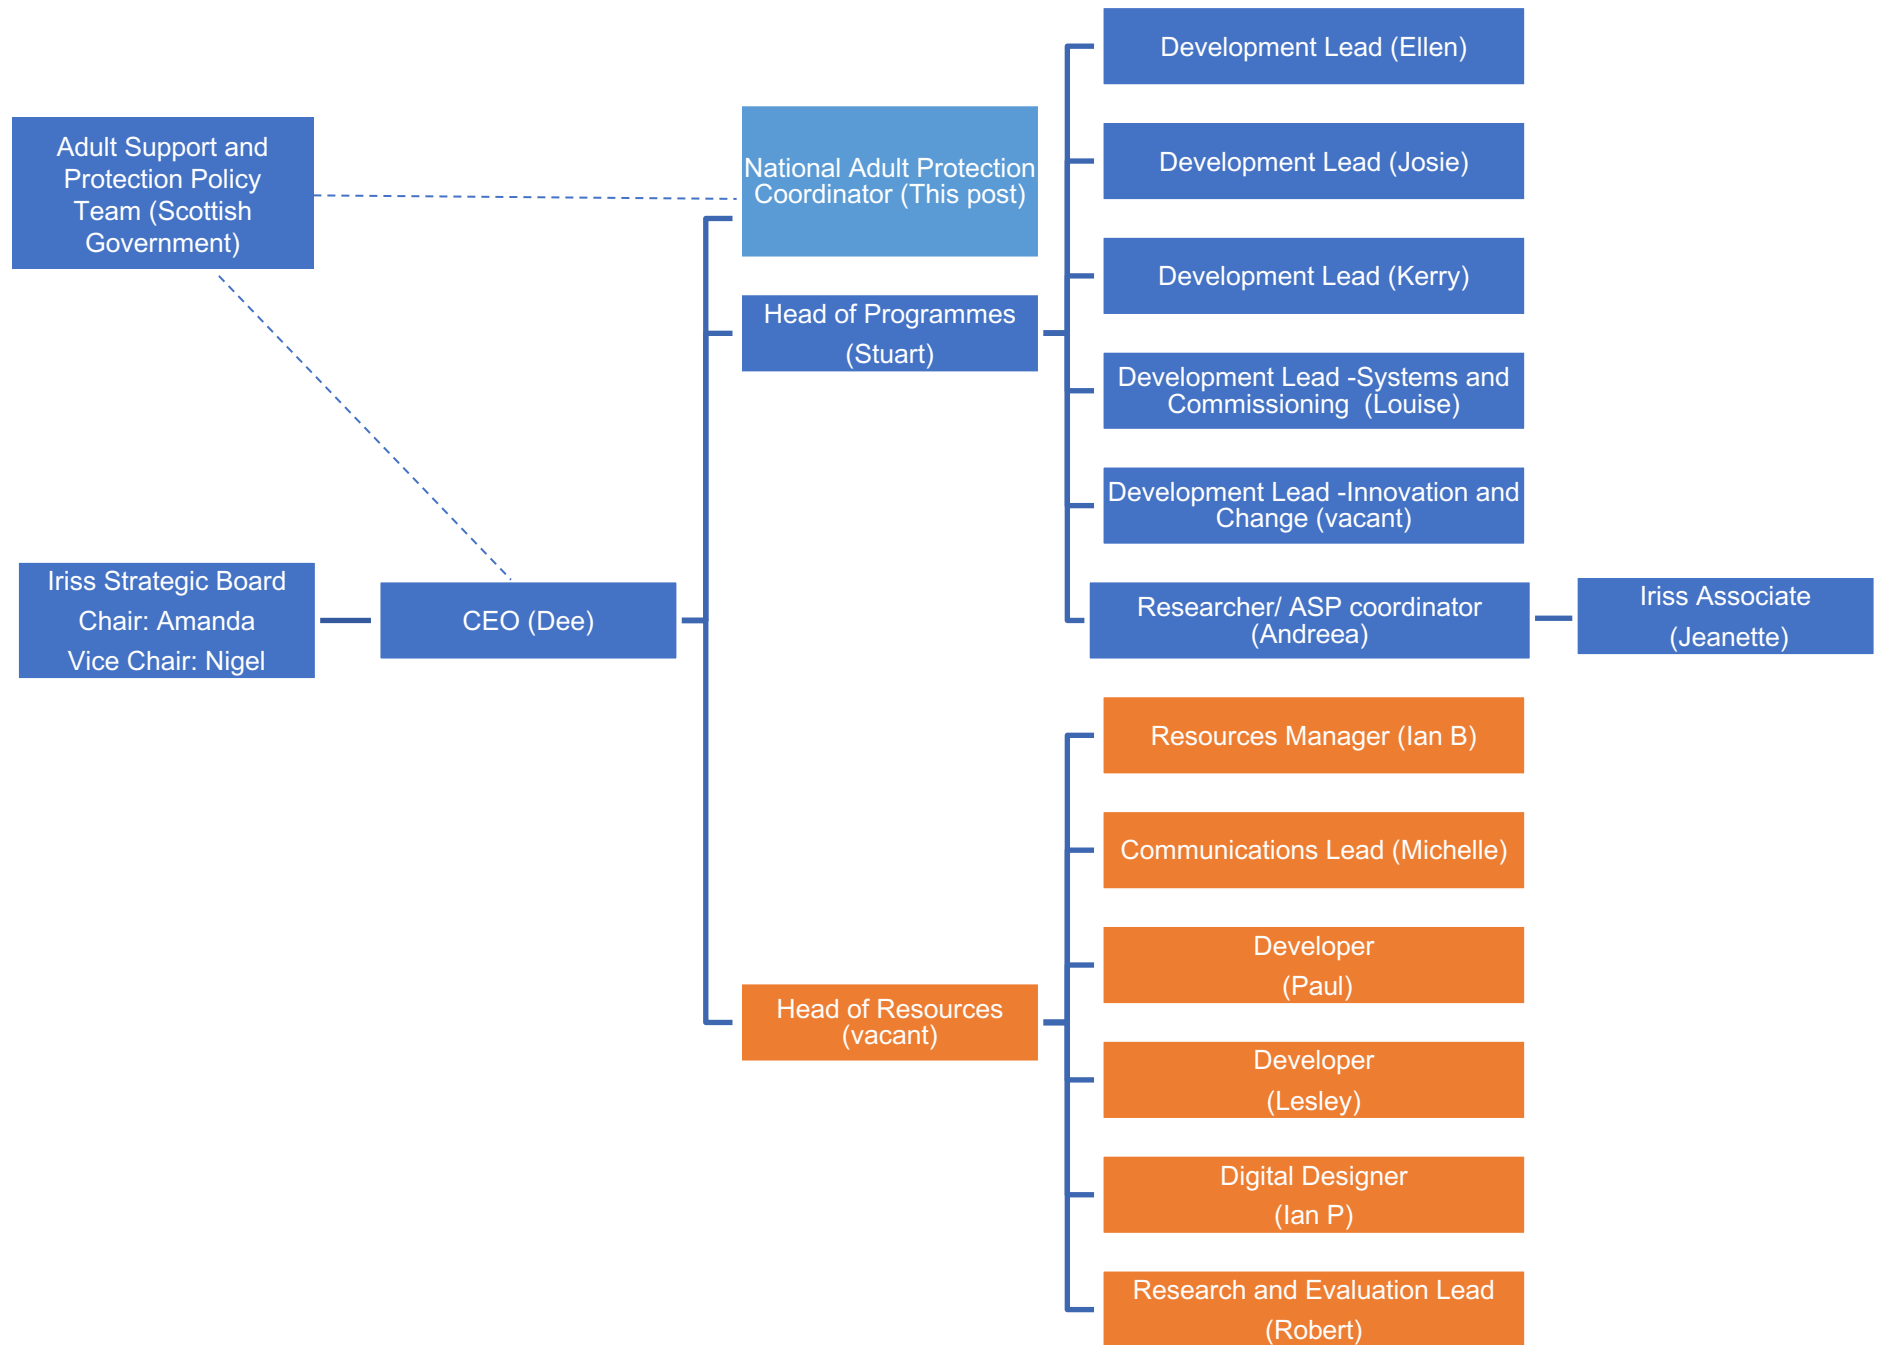 Adult Support and
Protection Policy
Team (Scottish
Government)
Iriss Strategic Board
Chair: Amanda
Vice Chair: Nigel
CEO (Dee)
National Adult Protection
Coordinator (This post)
Head of Programmes
(Stuart)
Head of Resources
(vacant)
Development Lead (Ellen)
Development Lead (Josie)
Development Lead (Kerry)
Development Lead -Systems and
Commissioning  (Louise)
Development Lead -Innovation and
Change (vacant)
Researcher/ ASP coordinator
(Andreea)
Iriss Associate
(Jeanette)
Resources Manager (Ian B)
Communications Lead (Michelle)
Developer
(Paul)
Developer
(Lesley)
Digital Designer
(Ian P)
Research and Evaluation Lead
(Robert)